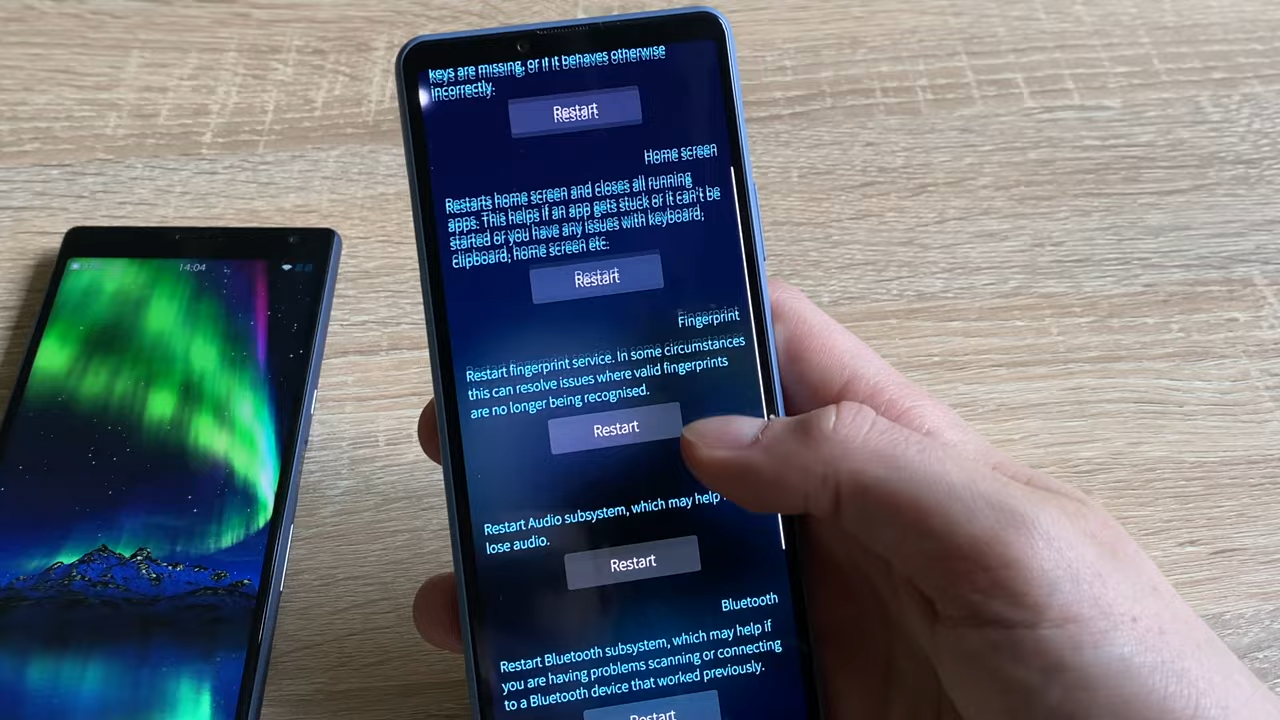 keys are missing, or if it behaves otherwise
incorrectly.
Restart
Home screen
Restarts home screen and closes all running
apps. This helps if an app gets stuck or it can't be
started or you have any issues with keyboard,
clipboard, home screen etc.
Restart
Fingerprint
Restart fingerprint service. In some circumstances
this can resolve issues where valid fingerprints
are no longer being recognised.
Restart
Restart Audio subsystem, which may help
lose audio.
Restart
Bluetooth
Restart Bluetooth subsystem, which may help if
you are having problems scanning or connecting
to a Bluetooth device that worked previously.
Restart
14:04